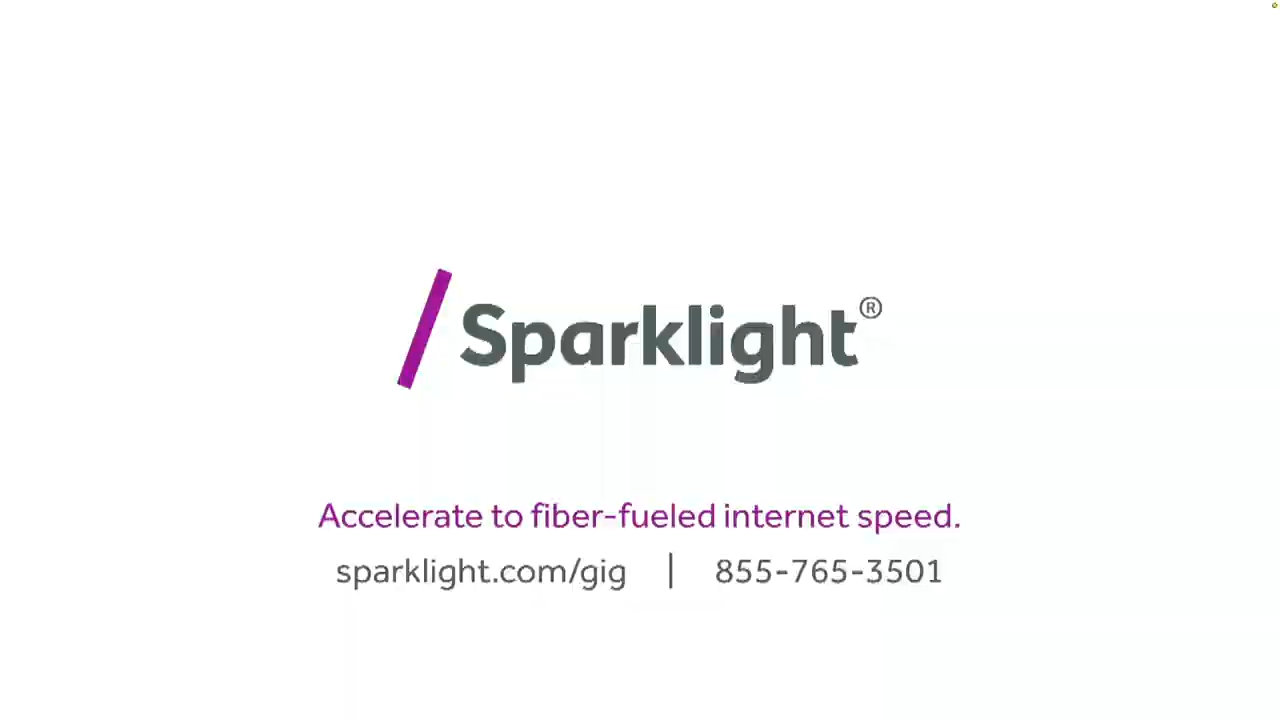 Sparklight®
Accelerate to fiber-fueled internet speed.
sparklight.com/gig | 855-765-3501